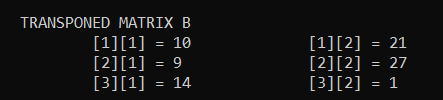 TRANSPONED MATRIX B
[1][1] = 10 [1][2] = 21
[2][1] = 9 [2][2] = 27
[3][1] = 14 [3][2] = 1